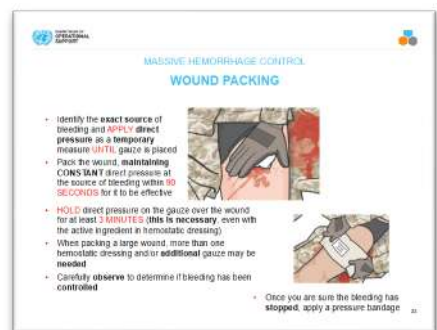 OPERATIONAL
SUPPORT
MASSIVE HEMORRHAGE CONTROL
WOUND PACKING
• Identify the exact source of
bleeding and APPLY direct
pressure as a temporary
measure UNTIL gauze is placed
• Pack the wound, maintaining
CONSTANT direct pressure at
the source of bleeding within 90
SECONDS for it to be effective
• HOLD direct pressure on the gauze over the wound
for at least 3 MINUTES (this is necessary, even with
the active ingredient in hemostatic dressing)
• When packing a large wound, more than one
hemostatic dressing and/or additional gauze may be
needed
• Carefully observe to determine if bleeding has been
controlled
• Once you are sure the bleeding has
stopped, apply a pressure bandage